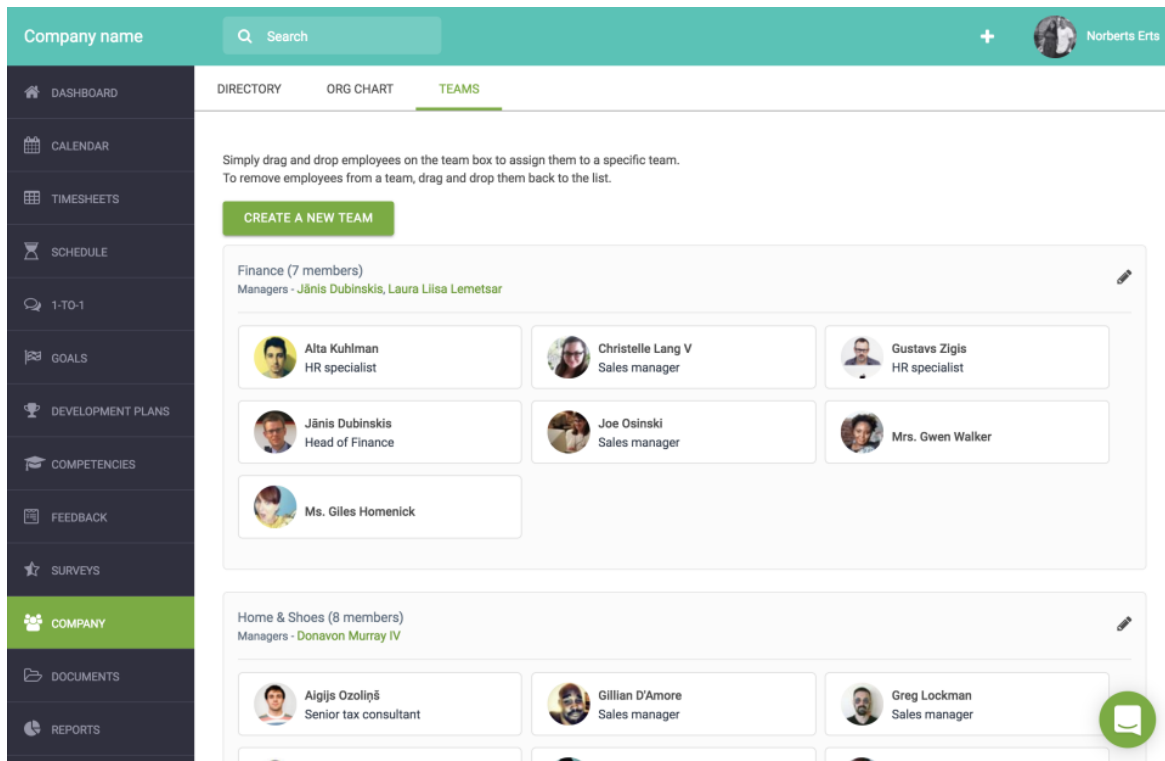 Company name
Search
Norberts Erts
DASHBOARD
CALENDAR
TIMESHEETS
SCHEDULE
1-TO-1
GOALS
DEVELOPMENT PLANS
COMPETENCIES
FEEDBACK
SURVEYS
COMPANY
DOCUMENTS
REPORTS
DIRECTORY ORG CHART TEAMS
Simply drag and drop employees on the team box to assign them to a specific team.
To remove employees from a team, drag and drop them back to the list.
CREATE A NEW TEAM
Finance (7 members)
Managers - Jānis Dubinskis, Laura Liisa Lemetsar
Alta Kuhlman
HR specialist
Christelle Lang V
Sales manager
Gustavs Zigis
HR specialist
Jānis Dubinskis
Head of Finance
Joe Osinski
Sales manager
Mrs. Gwen Walker
Ms. Giles Homenick
Home & Shoes (8 members)
Managers - Donavon Murray IV
Aigijs Ozoliņš
Senior tax consultant
Gillian D'Amore
Sales manager
Greg Lockman
Sales manager